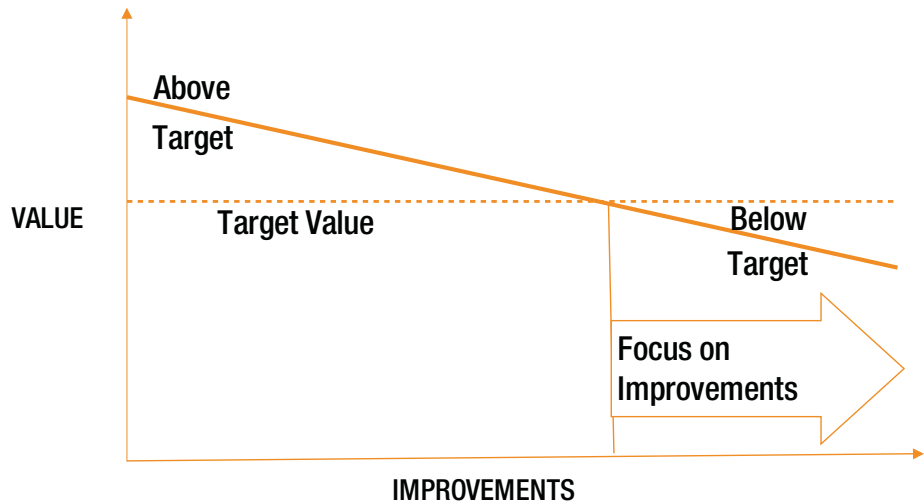 Above
Target
VALUE
Target Value
Below
Target
Focus on
Improvements
IMPROVEMENTS